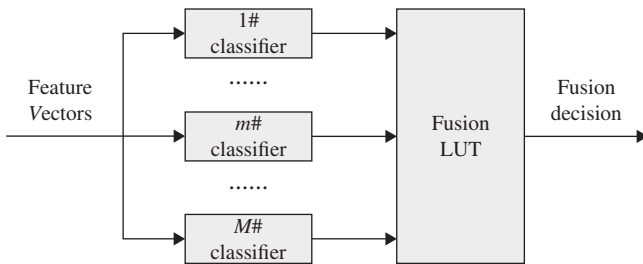 Feature
Vectors
1#
classifier
......
m#
classifier
......
M#
classifier
Fusion
LUT
Fusion
decision